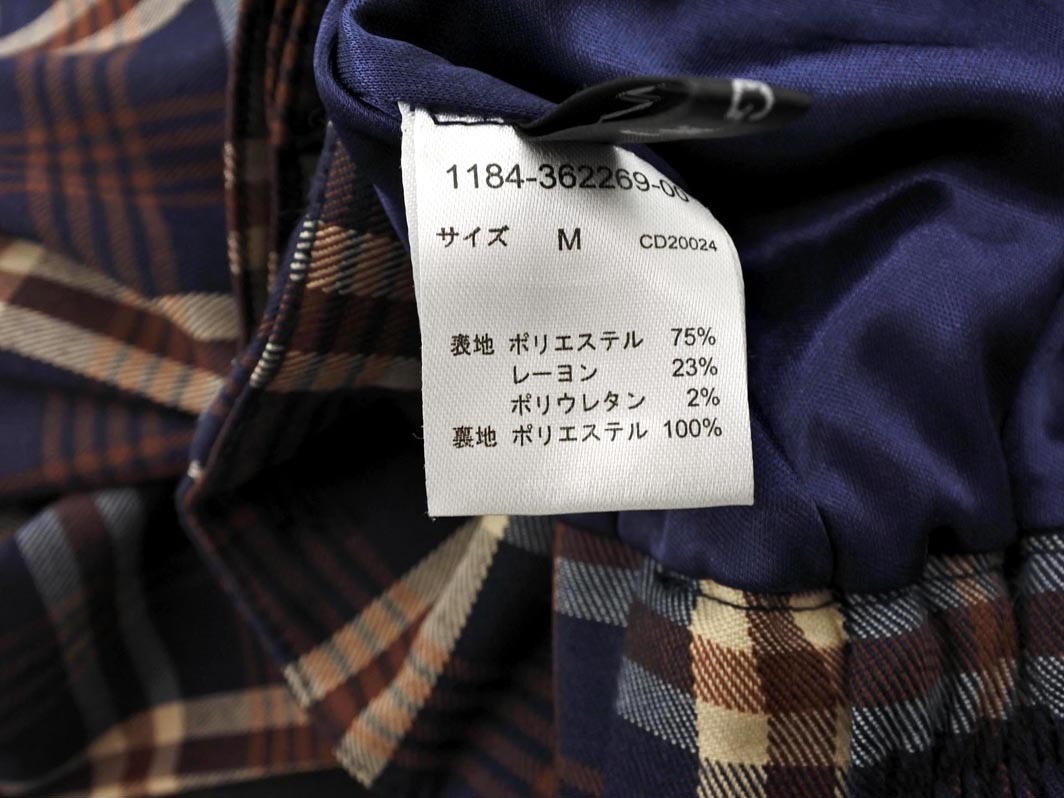 1184-362269-00
サイズ M CD20024
表地 ポリエステル 75%
レーヨン 23%
ポリウレタン 2%
裏地 ポリエステル 100%